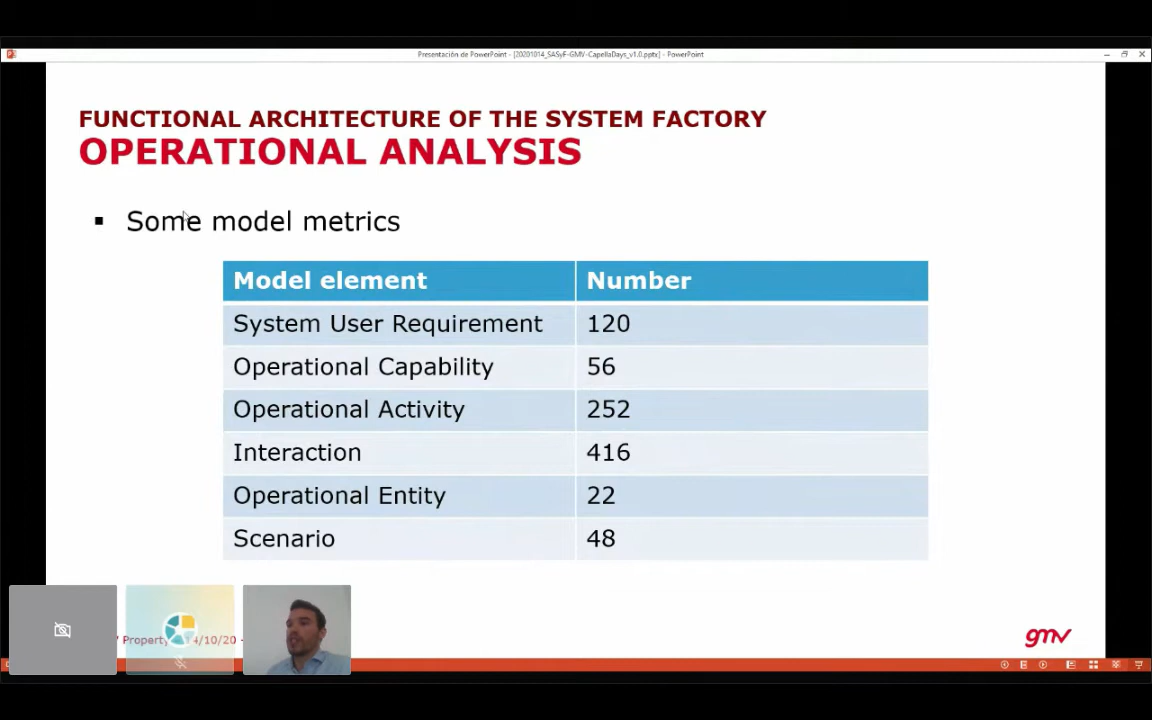 Presentación de PowerPoint - [20201014_SASyF-GMV-CapellaDays_v1.0.pptx] - PowerPoint
FUNCTIONAL ARCHITECTURE OF THE SYSTEM FACTORY
OPERATIONAL ANALYSIS
▪ Some model metrics
Model element Number
System User Requirement 120
Operational Capability 56
Operational Activity 252
Interaction 416
Operational Entity 22
Scenario 48
Property 14/10/20 -
gmv